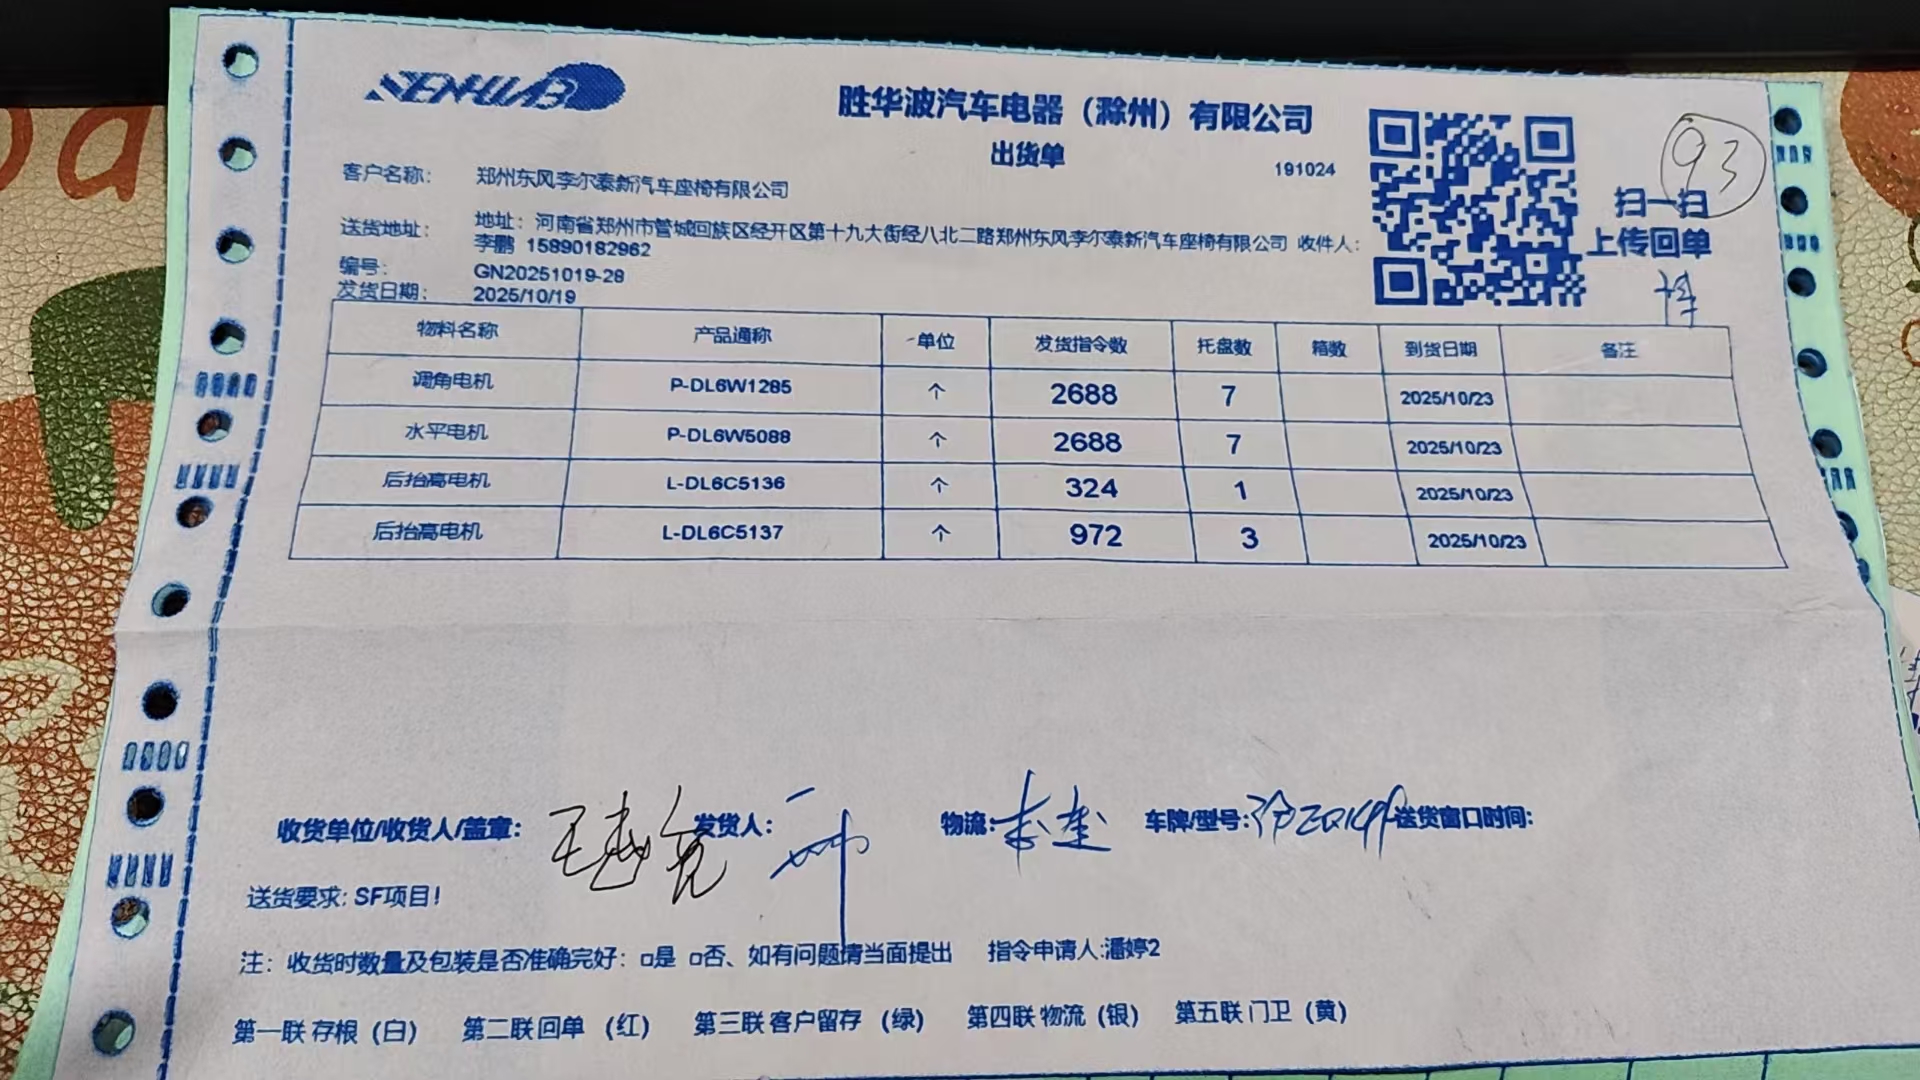 SENHWABO
胜华波汽车电器（滁州）有限公司
出货单
191024
93
扫一扫
上传回单
客户名称： 郑州东风李尔泰新汽车座椅有限公司
送货地址： 地址：河南省郑州市管城回族区经开区第十九大街经八北二路郑州东风李尔泰新汽车座椅有限公司 收件人：
李鹏 15890182962
编号： GN20251019-28
发货日期： 2025/10/19
物料名称 产品通称 单位 发货指令数 托盘数 箱数 到货日期 备注
调角电机 P-DL6W1285 个 2688 7 2025/10/23
水平电机 P-DL6W5088 个 2688 7 2025/10/23
后抬高电机 L-DL6C5136 个 324 1 2025/10/23
后抬高电机 L-DL6C5137 个 972 3 2025/10/23
收货单位/收货人/盖章： 发货人： 物流： 车牌/型号： 送货窗口时间：
送货要求: SF项目!
注：收货时数量及包装是否准确完好：□是 □否、如有问题请当面提出 指令申请人:潘婷2
第一联 存根（白） 第二联 回单 （红） 第三联 客户留存 （绿） 第四联 物流（银） 第五联 门卫（黄）